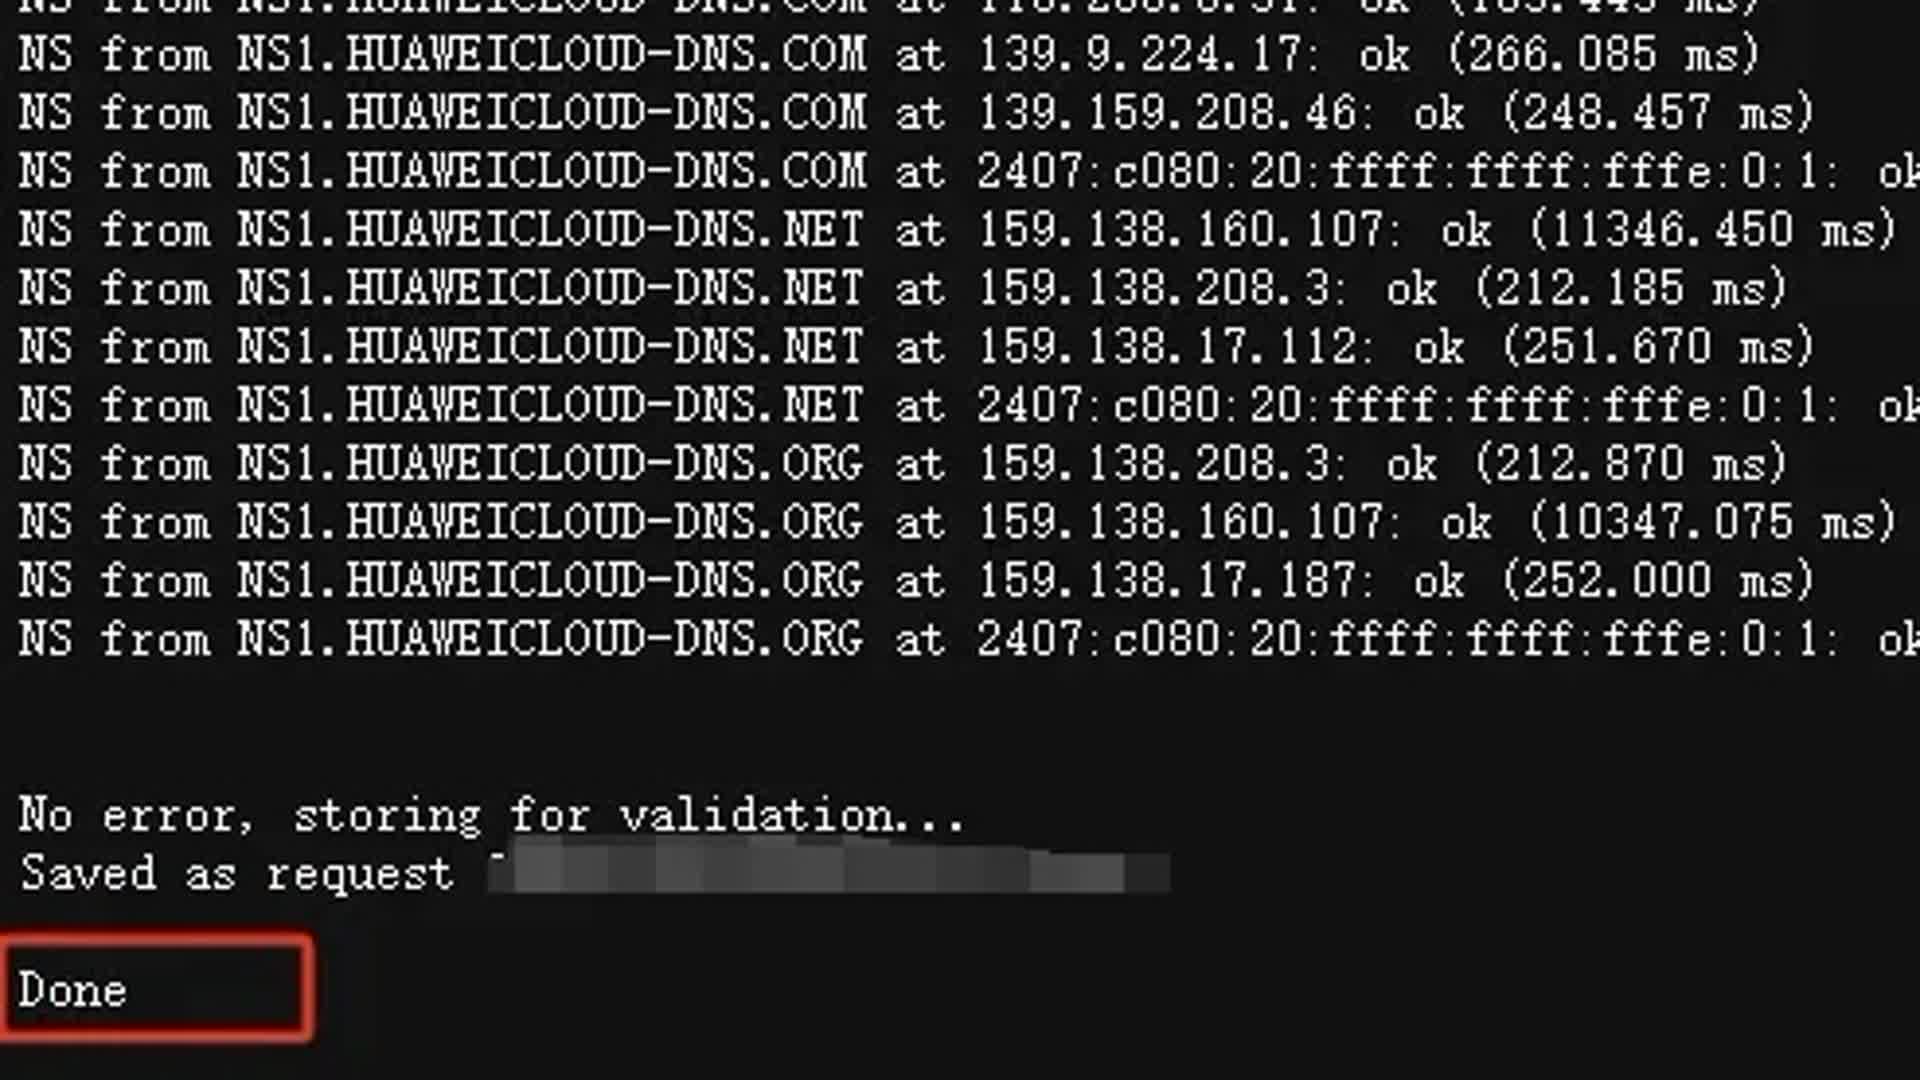 NS from NS1.HUAWEICLOUD-DNS.COM at
NS from NS1.HUAWEICLOUD-DNS.COM at 139.9.224.17: ok (266.085 ms)
NS from NS1.HUAWEICLOUD-DNS.COM at 139.159.208.46: ok (248.457 ms)
NS from NS1.HUAWEICLOUD-DNS.COM at 2407:c080:20:ffff:ffff:fffe:0:1: ok
NS from NS1.HUAWEICLOUD-DNS.NET at 159.138.160.107: ok (11346.450 ms)
NS from NS1.HUAWEICLOUD-DNS.NET at 159.138.208.3: ok (212.185 ms)
NS from NS1.HUAWEICLOUD-DNS.NET at 159.138.17.112: ok (251.670 ms)
NS from NS1.HUAWEICLOUD-DNS.NET at 2407:c080:20:ffff:ffff:fffe:0:1: ok
NS from NS1.HUAWEICLOUD-DNS.ORG at 159.138.208.3: ok (212.870 ms)
NS from NS1.HUAWEICLOUD-DNS.ORG at 159.138.160.107: ok (10347.075 ms)
NS from NS1.HUAWEICLOUD-DNS.ORG at 159.138.17.187: ok (252.000 ms)
NS from NS1.HUAWEICLOUD-DNS.ORG at 2407:c080:20:ffff:ffff:fffe:0:1: ok
No error, storing for validation...
Saved as request
Done